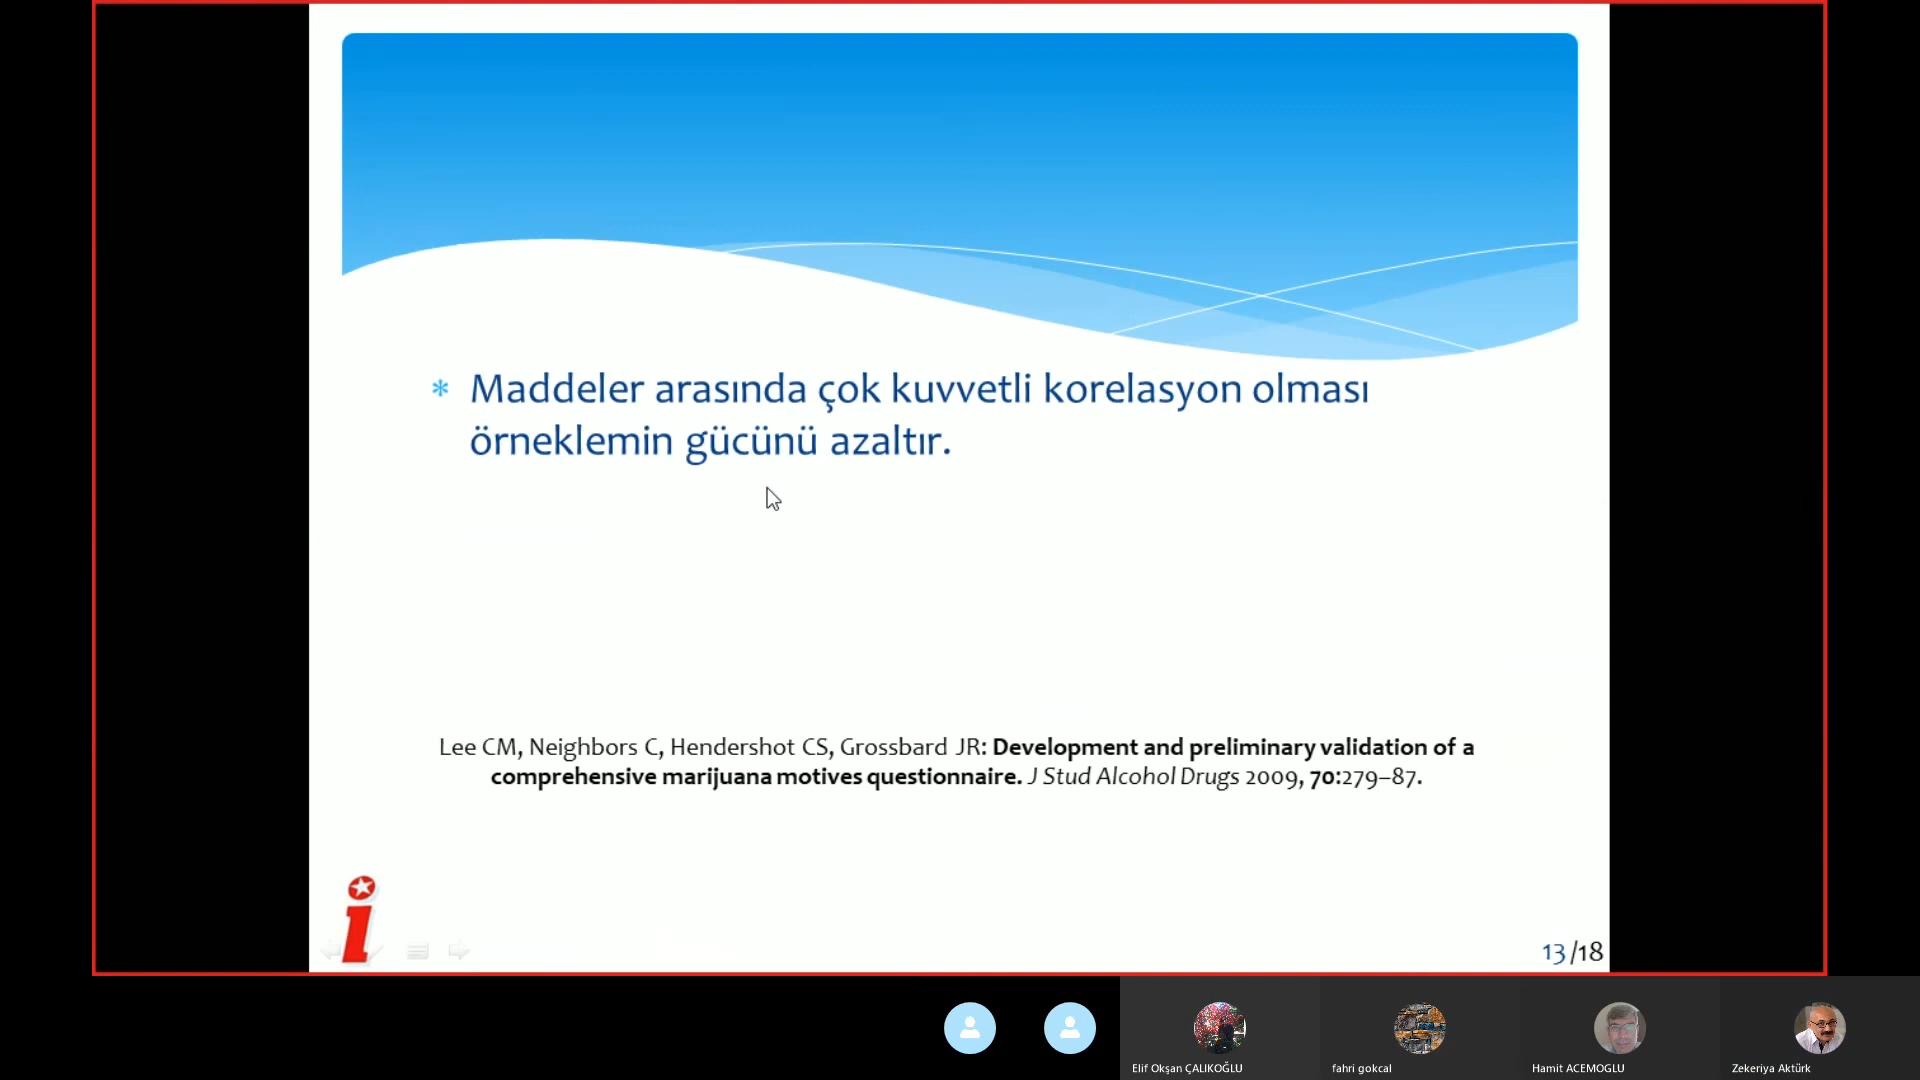 * Maddeler arasında çok kuvvetli korelasyon olması
örneklemin gücünü azaltır.
Lee CM, Neighbors C, Hendershot CS, Grossbard JR: Development and preliminary validation of a
comprehensive marijuana motives questionnaire. J Stud Alcohol Drugs 2009, 70:279–87.
i
13/18
Elif Okşan ÇALIKOĞLU
fahri gokcal
Hamit ACEMOGLU
Zekeriya Aktürk